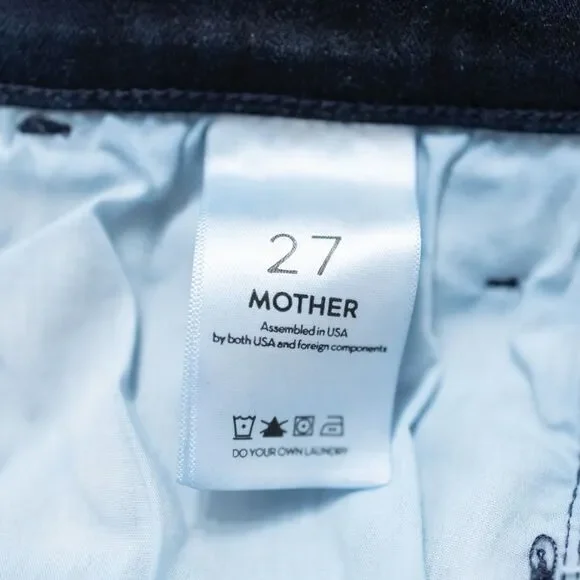 27
MOTHER
Assembled in USA
by both USA and foreign components
DO YOUR OWN LAUNDRY